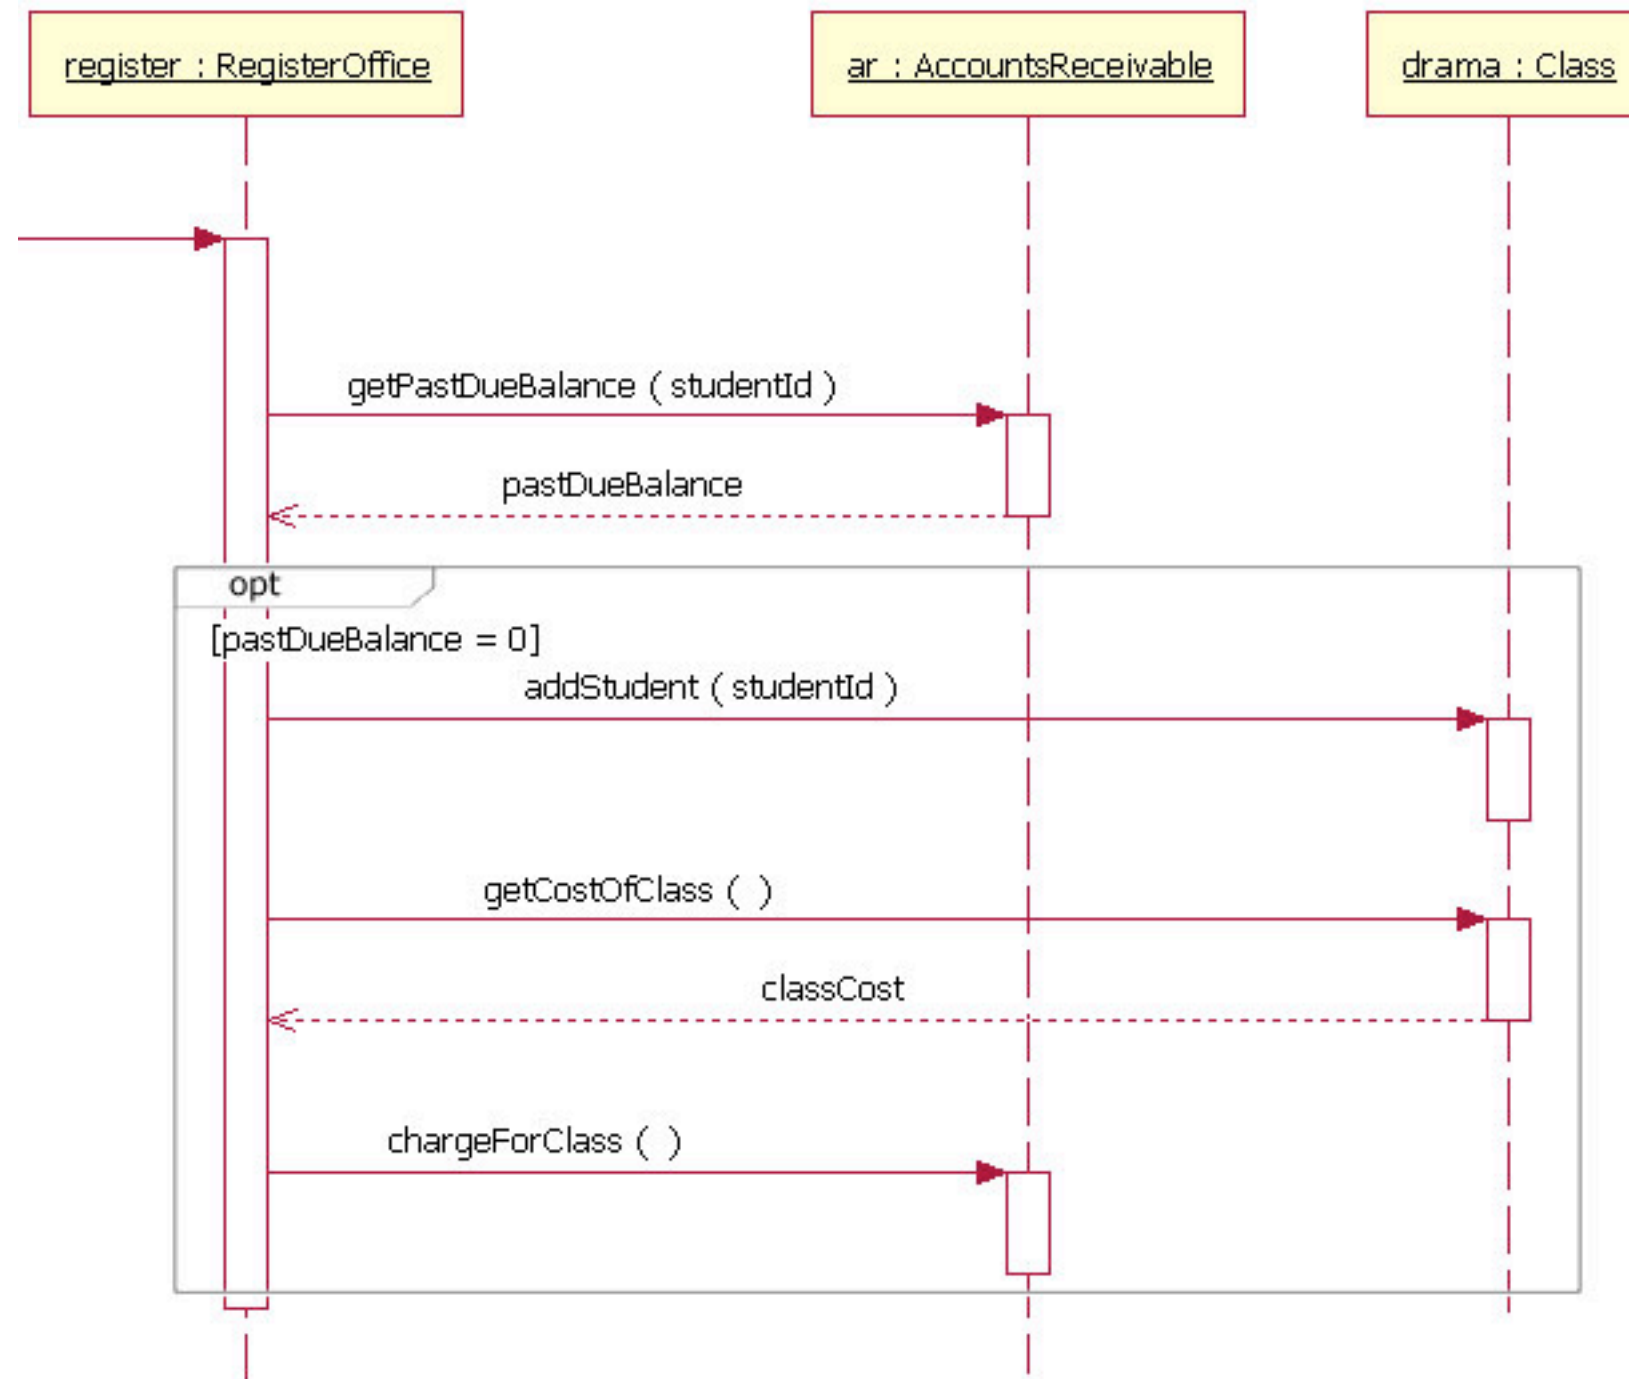 register : RegisterOffice
ar : AccountsReceivable
drama : Class
getPastDueBalance ( studentId )
pastDueBalance
opt
[pastDueBalance = 0]
addStudent ( studentId )
getCostOfClass ( )
classCost
chargeForClass ( )